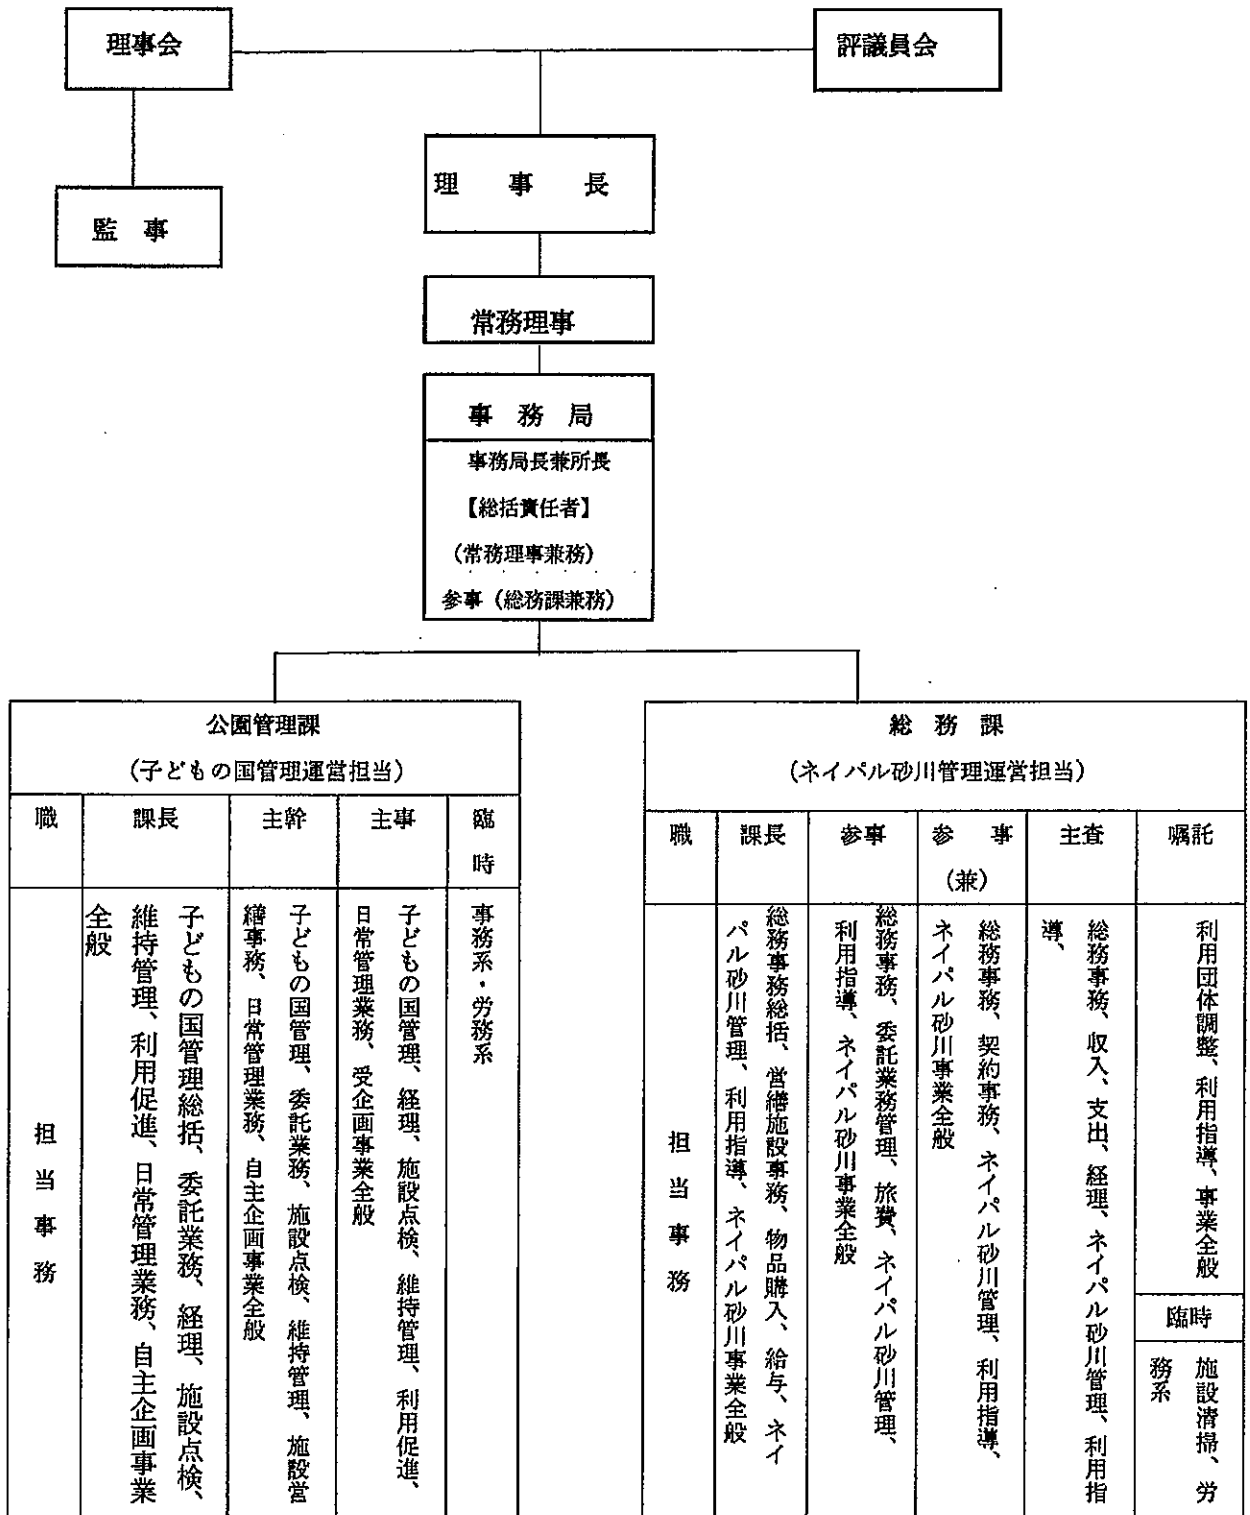 理事会
評議員会
理　事　長
監　事
常務理事
事　務　局
事務局長兼所長
【総括責任者】
(常務理事兼務)
参事（総務課兼務）
公園管理課
(子どもの国管理運営担当)
職
課長
主幹
主事
臨時
担当事務
子どもの国管理総括、委託業務、経理、施設点検、
維持管理、利用促進、日常管理業務、自主企画事業
全般
子どもの国管理、委託業務、施設点検、維持管理、施設営
繕事務、日常管理業務、自主企画事業全般
子どもの国管理、経理、施設点検、維持管理、利用促進、
日常管理業務、受企画事業全般
事務系・労務系
総　務　課
(ネイパル砂川管理運営担当)
職
課長
参事
参　事
(兼)
主査
嘱託
担当事務
総務事務総括、営繕施設事務、物品購入、給与、ネイ
パル砂川管理、利用指導、ネイパル砂川事業全般
総務事務、委託業務管理、旅費、ネイパル砂川管理、
利用指導、ネイパル砂川事業全般
総務事務、契約事務、ネイパル砂川管理、利用指導、
ネイパル砂川事業全般
総務事務、収入、支出、経理、ネイパル砂川管理、利用指
導、
利用団体調整、利用指導、事業全般
臨時
施設清掃、労
務系